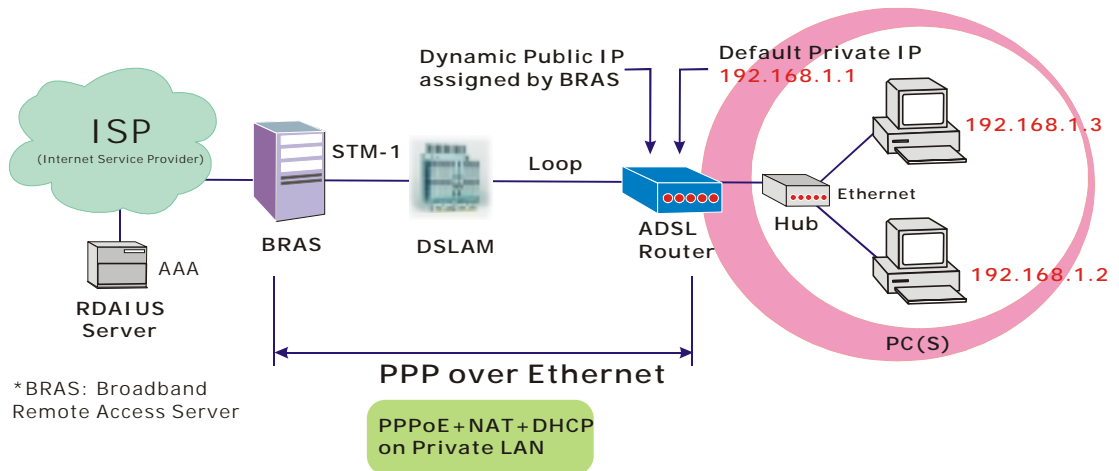 Dynamic Public IP
assigned by BRAS
Default Private IP
192.168.1.1
ISP
(Internet Service Provider)
STM-1
Loop
192.168.1.3
Ethernet
Hub
BRAS
DSLAM
ADSL
Router
AAA
RDAIUS
Server
192.168.1.2
PC(S)
PPP over Ethernet
*BRAS: Broadband
Remote Access Server
PPPoE+NAT+DHCP
on Private LAN